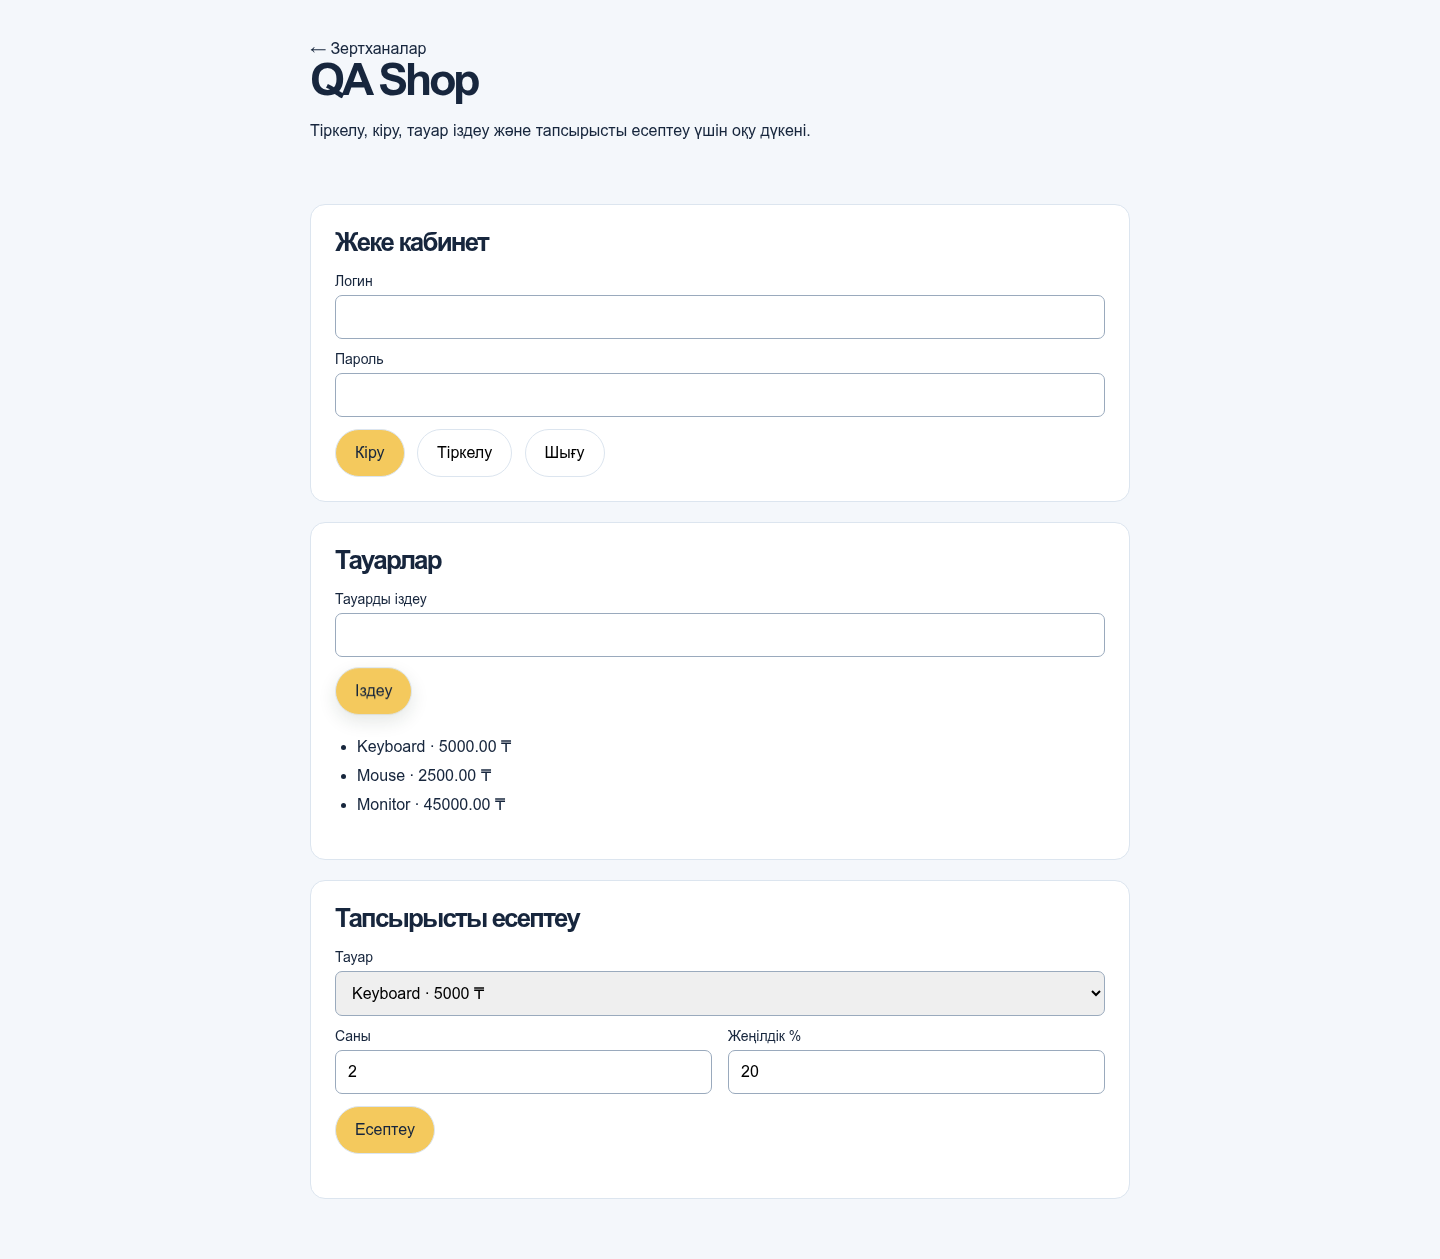 ← Зертханалар
QA Shop
Тіркелу, кіру, тауар іздеу және тапсырысты есептеу үшін оқу дүкені.
Жеке кабинет
Логин
Пароль
Кіру Тіркелу Шығу
Тауарлар
Тауарды іздеу
Іздеу
• Keyboard · 5000.00 ₸
• Mouse · 2500.00 ₸
• Monitor · 45000.00 ₸
Тапсырысты есептеу
Тауар
Keyboard · 5000 ₸
Саны Жеңілдік %
2 20
Есептеу